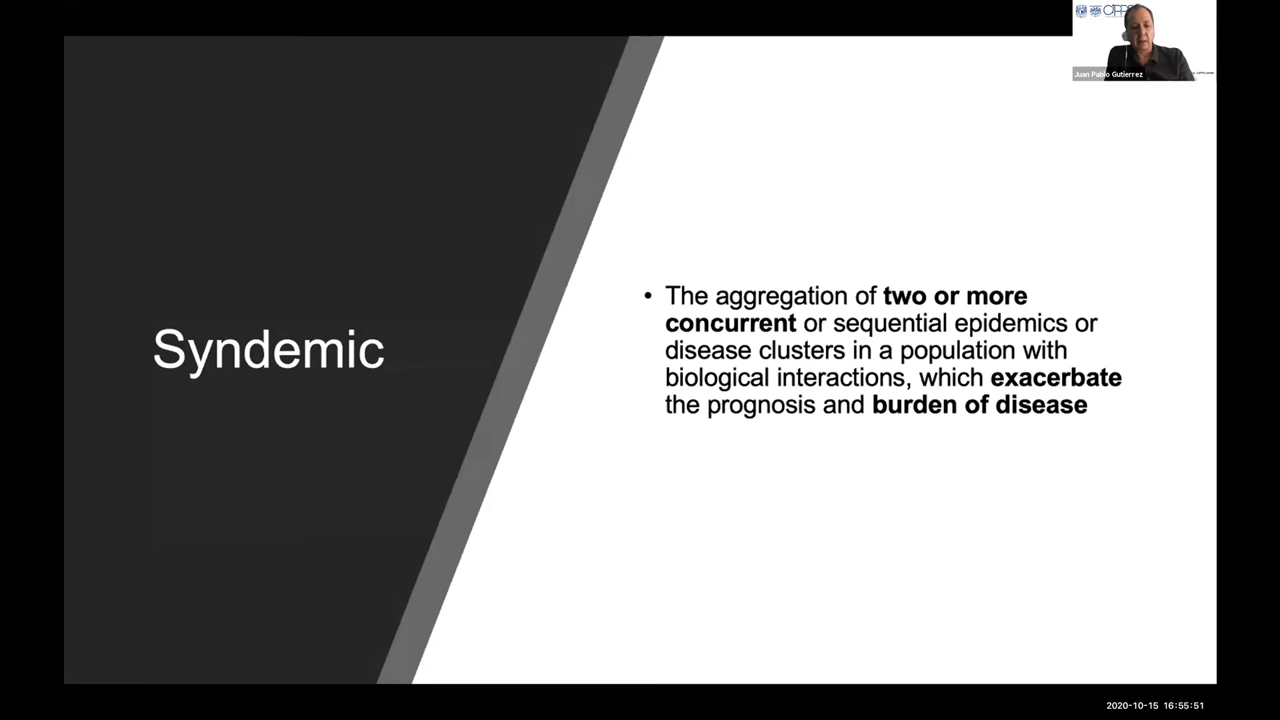 Juan Pablo Gutierrez
Syndemic
• The aggregation of two or more
concurrent or sequential epidemics or
disease clusters in a population with
biological interactions, which exacerbate
the prognosis and burden of disease
2020-10-15 16:55:51